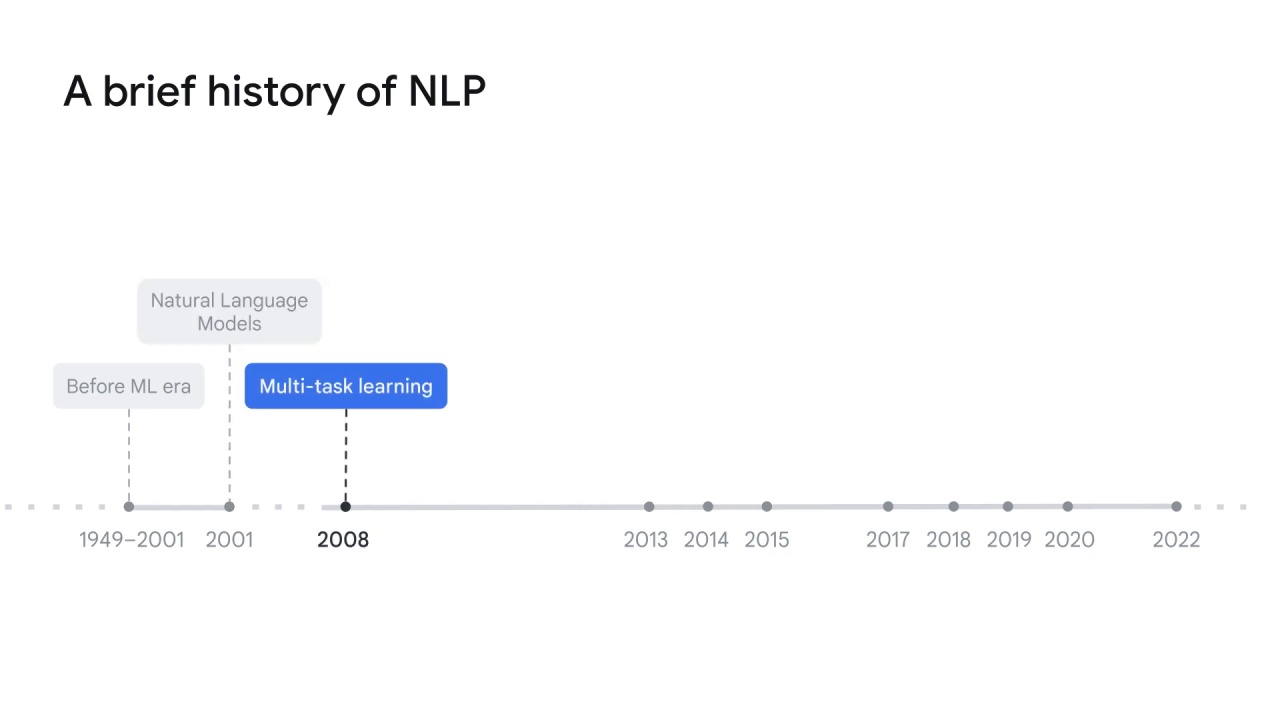 A brief history of NLP
Natural Language
Models
Before ML era
Multi-task learning
1949–2001
2001
2008
2013
2014
2015
2017
2018
2019
2020
2022